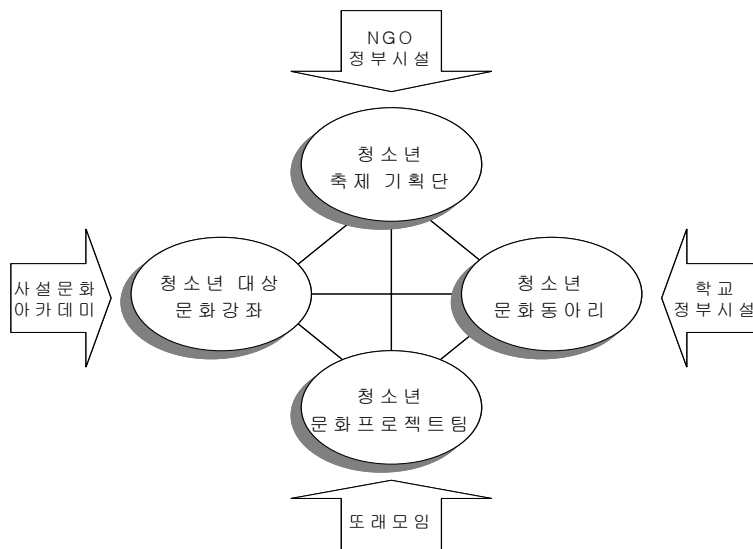 NGO
정부시설
청소년
축제 기획단
사설문화
아카데미
청소년 대상
문화강좌
청소년
문화동아리
학교
정부시설
청소년
문화프로젝트팀
또래모임